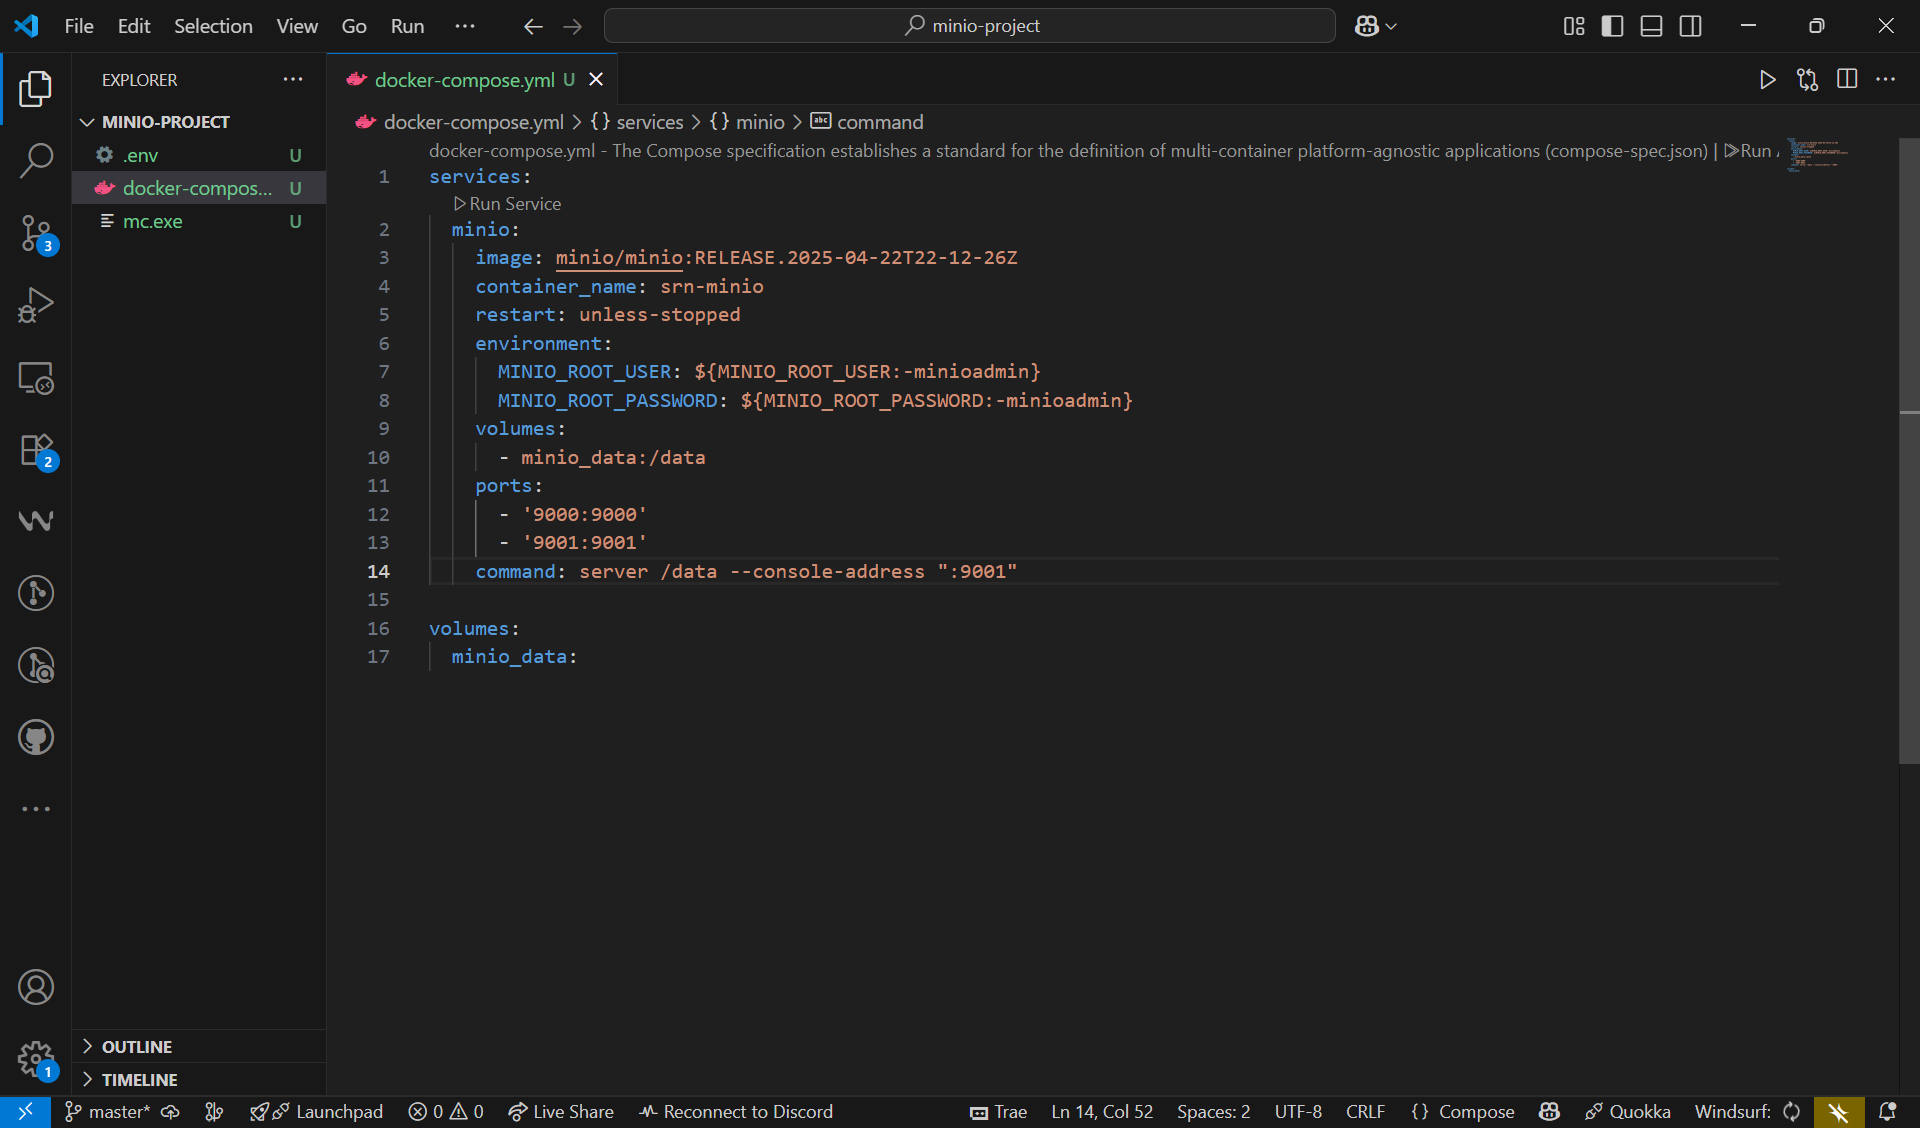 File Edit Selection View Go Run
minio-project
EXPLORER
MINIO-PROJECT
.env U
docker-compos... U
mc.exe U
3
2
OUTLINE
TIMELINE
1
docker-compose.yml U
docker-compose.yml > {} services > {} minio > abc command
docker-compose.yml - The Compose specification establishes a standard for the definition of multi-container platform-agnostic applications (compose-spec.json) | Run
1 services:
Run Service
2 minio:
3 image: minio/minio:RELEASE.2025-04-22T22-12-26Z
4 container_name: srn-minio
5 restart: unless-stopped
6 environment:
7 MINIO_ROOT_USER: ${MINIO_ROOT_USER:-minioadmin}
8 MINIO_ROOT_PASSWORD: ${MINIO_ROOT_PASSWORD:-minioadmin}
9 volumes:
10 - minio_data:/data
11 ports:
12 - '9000:9000'
13 - '9001:9001'
14 command: server /data --console-address ":9001"
15
16 volumes:
17 minio_data:
master* Launchpad 0 0 Live Share Reconnect to Discord Trae Ln 14, Col 52 Spaces: 2 UTF-8 CRLF {} Compose Quokka Windsurf: